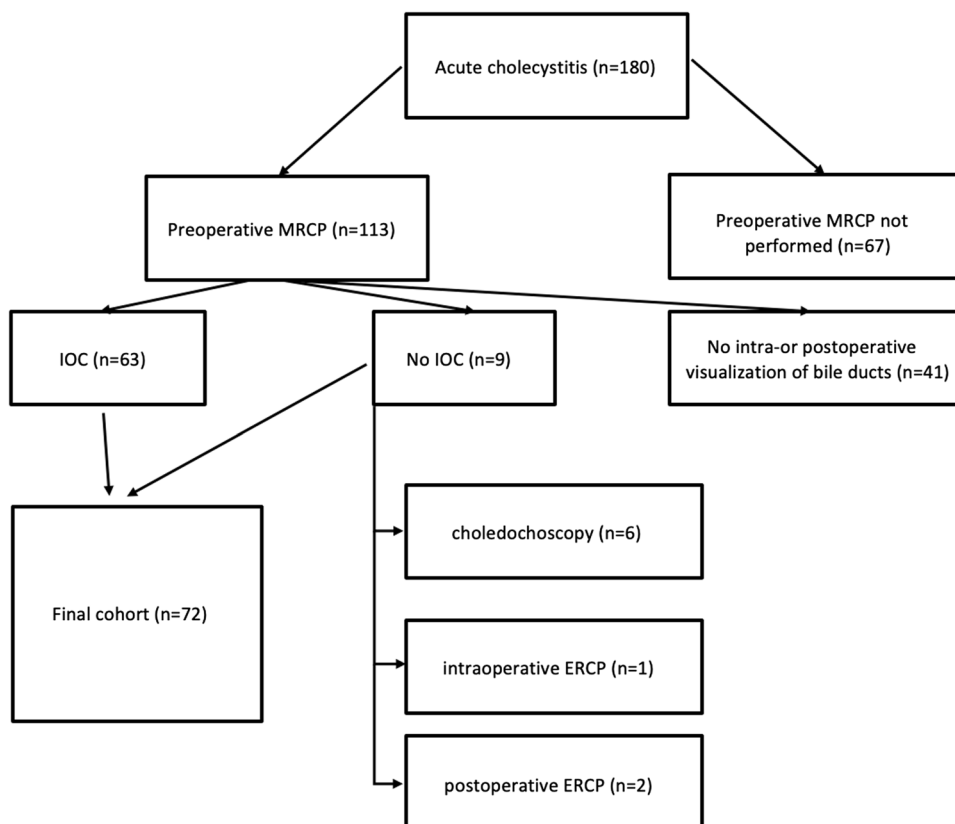 Acute cholecystitis (n=180)
Preoperative MRCP (n=113)
Preoperative MRCP not
performed (n=67)
IOC (n=63)
No IOC (n=9)
No intra-or postoperative
visualization of bile ducts (n=41)
choledochoscopy (n=6)
Final cohort (n=72)
intraoperative ERCP (n=1)
postoperative ERCP (n=2)